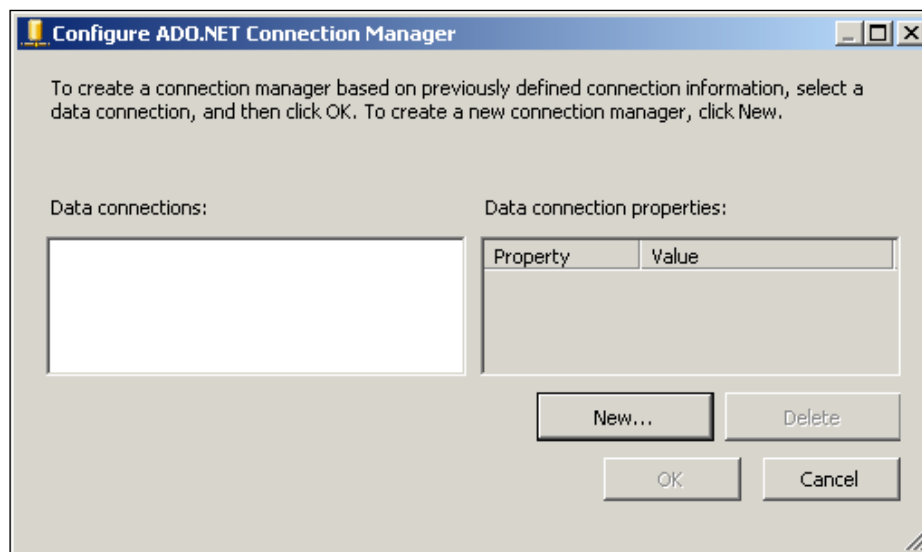 Configure ADO.NET Connection Manager
To create a connection manager based on previously defined connection information, select a
data connection, and then click OK. To create a new connection manager, click New.
Data connections:
Data connection properties:
Property Value
New... Delete
OK Cancel